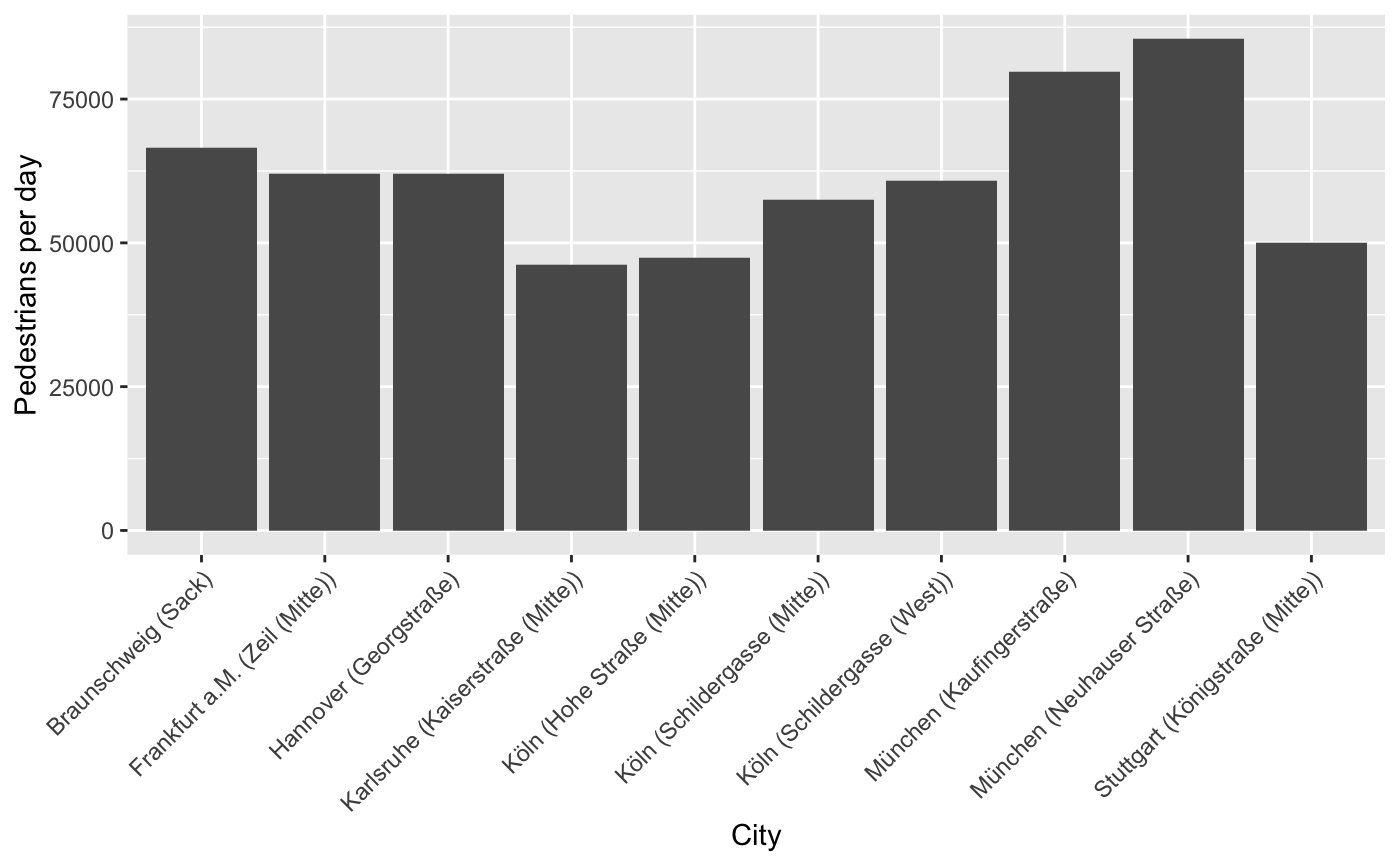 Pedestrians per day
75000
50000
25000
0
Braunschweig (Sack)
Frankfurt a.M. (Zeil (Mitte))
Hannover (Georgstraße)
Karlsruhe (Kaiserstraße (Mitte))
Köln (Hohe Straße (Mitte))
Köln (Schildergasse (Mitte))
Köln (Schildergasse (West))
München (Kaufingerstraße)
München (Neuhauser Straße)
Stuttgart (Königstraße (Mitte))
City